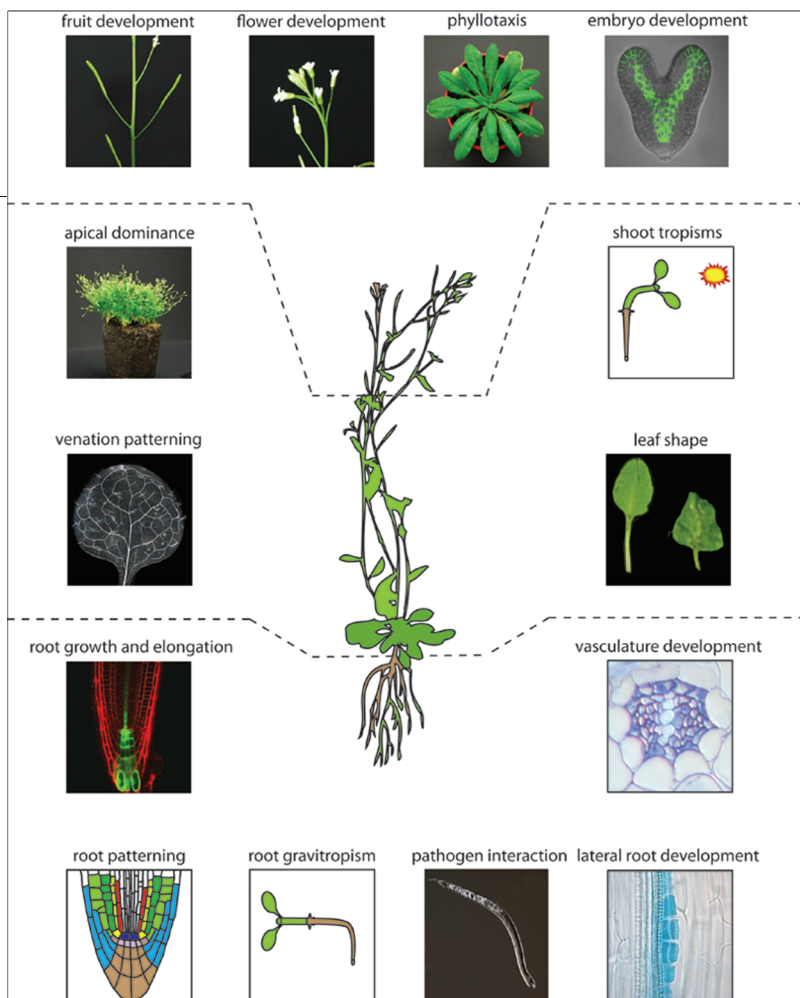 fruit development
flower development
phyllotaxis
embryo development
apical dominance
shoot tropisms
venation patterning
leaf shape
root growth and elongation
vasculature development
root patterning
root gravitropism
pathogen interaction
lateral root development